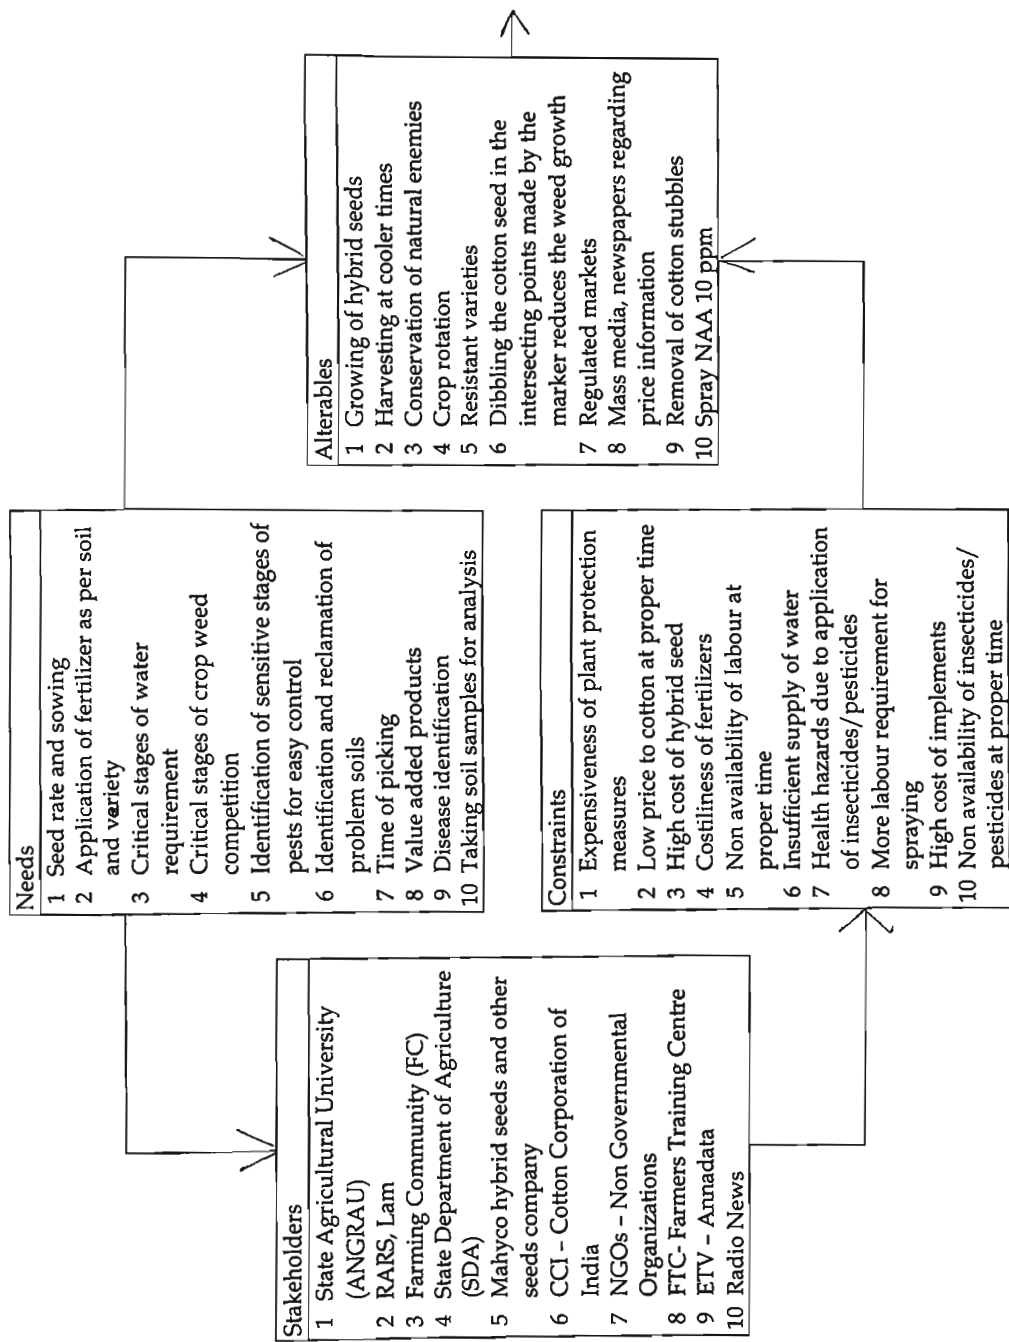 Needs
1 Seed rate and sowing
2 Application of fertilizer as per soil
and variety
3 Critical stages of water
requirement
4 Critical stages of crop weed
competition
5 Identification of sensitive stages of
pests for easy control
6 Identification and reclamation of
problem soils
7 Time of picking
8 Value added products
9 Disease identification
10 Taking soil samples for analysis
Stakeholders
1 State Agricultural University
(ANGRAU)
2 RARS, Lam
3 Farming Community (FC)
4 State Department of Agriculture
(SDA)
5 Mahyco hybrid seeds and other
seeds company
6 CCI – Cotton Corporation of
India
7 NGOs – Non Governmental
Organizations
8 FTC- Farmers Training Centre
9 ETV – Annadata
10 Radio News
Alterables
1 Growing of hybrid seeds
2 Harvesting at cooler times
3 Conservation of natural enemies
4 Crop rotation
5 Resistant varieties
6 Dibbling the cotton seed in the
intersecting points made by the
marker reduces the weed growth
7 Regulated markets
8 Mass media, newspapers regarding
price information
9 Removal of cotton stubbles
10 Spray NAA 10 ppm
Constraints
1 Expensiveness of plant protection
measures
2 Low price to cotton at proper time
3 High cost of hybrid seed
4 Costiliness of fertilizers
5 Non availability of labour at
proper time
6 Insufficient supply of water
7 Health hazards due to application
of insecticides/pesticides
8 More labour requirement for
spraying
9 High cost of implements
10 Non availability of insecticides/
pesticides at proper time